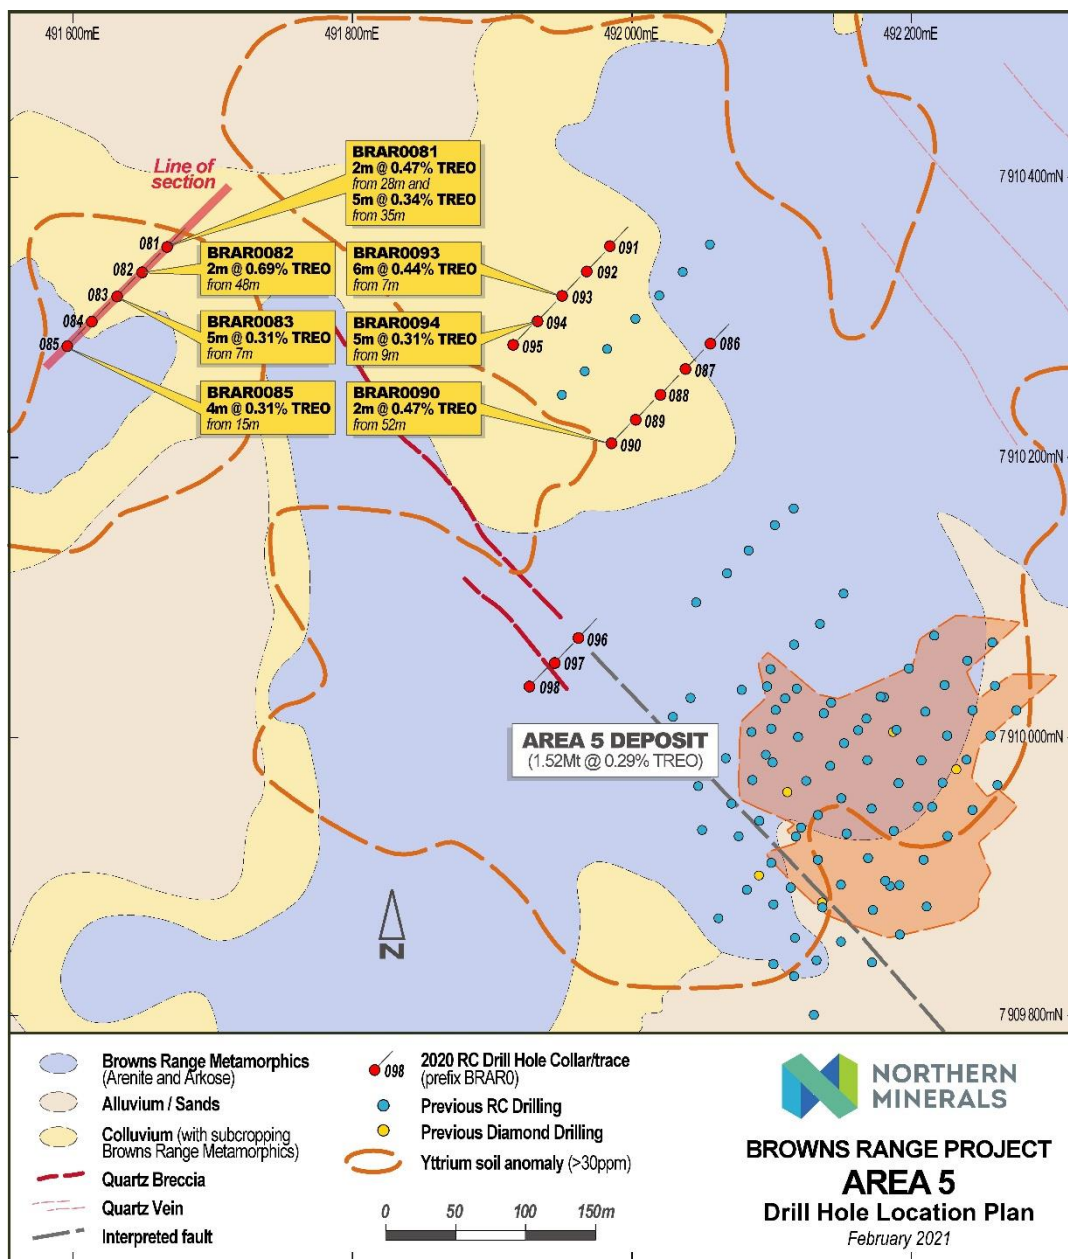 491 600mE
491 800mE
492 000mE
492 200mE
7 910 400mN
7 910 200mN
7 910 000mN
7 909 800mN
Line of
section
BRAR0081
2m @ 0.47% TREO
from 28m and
5m @ 0.34% TREO
from 35m
BRAR0082
2m @ 0.69% TREO
from 48m
BRAR0083
5m @ 0.31% TREO
from 7m
BRAR0085
4m @ 0.31% TREO
from 15m
BRAR0093
6m @ 0.44% TREO
from 7m
BRAR0094
5m @ 0.31% TREO
from 9m
BRAR0090
2m @ 0.47% TREO
from 52m
081
082
083
084
085
091
092
093
094
095
086
087
088
089
090
096
097
098
AREA 5 DEPOSIT
(1.52Mt @ 0.29% TREO)
N
Browns Range Metamorphics
(Arenite and Arkose)
Alluvium / Sands
Colluvium (with subcropping
Browns Range Metamorphics)
Quartz Breccia
Quartz Vein
Interpreted fault
098
2020 RC Drill Hole Collar/trace
(prefix BRAR0)
Previous RC Drilling
Previous Diamond Drilling
Yttrium soil anomaly (>30ppm)
0 50 100 150m
NORTHERN
MINERALS
BROWNS RANGE PROJECT
AREA 5
Drill Hole Location Plan
February 2021